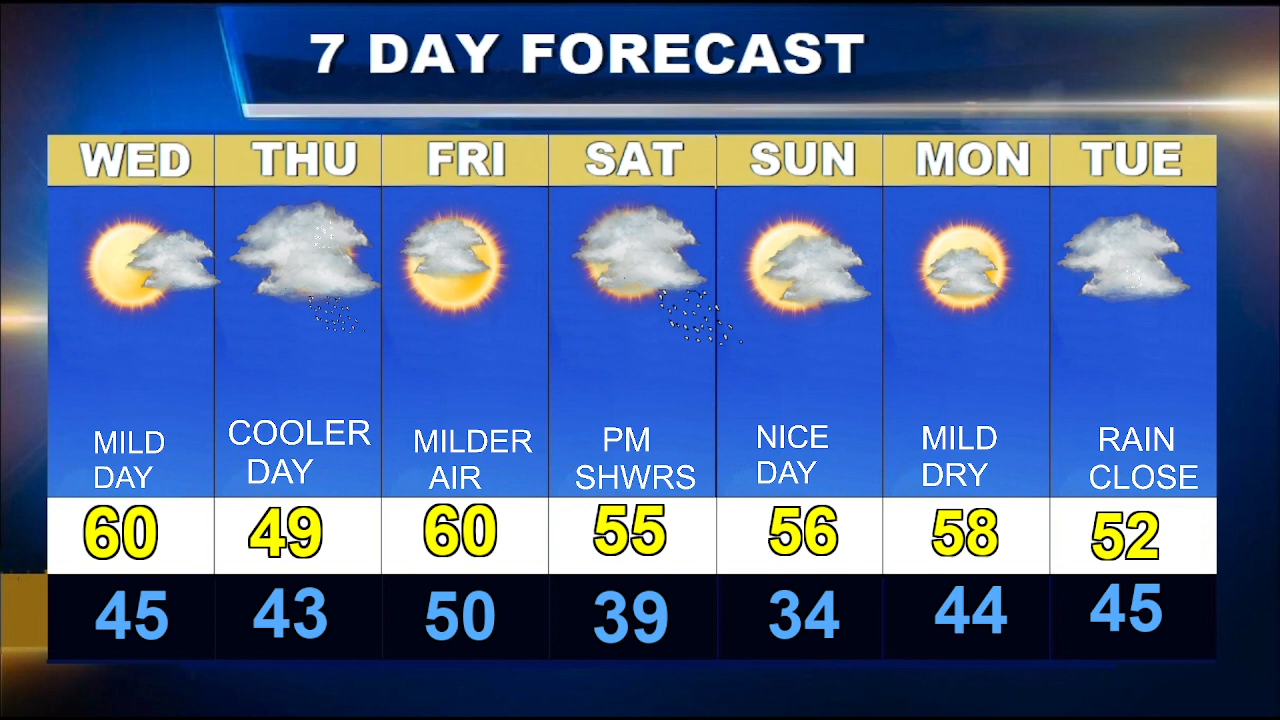 7 DAY FORECAST
WED THU FRI SAT SUN MON TUE
MILD DAY
COOLER DAY
MILDER AIR
PM SHWRS
NICE DAY
MILD DRY
RAIN CLOSE
60 49 60 55 56 58 52
45 43 50 39 34 44 45